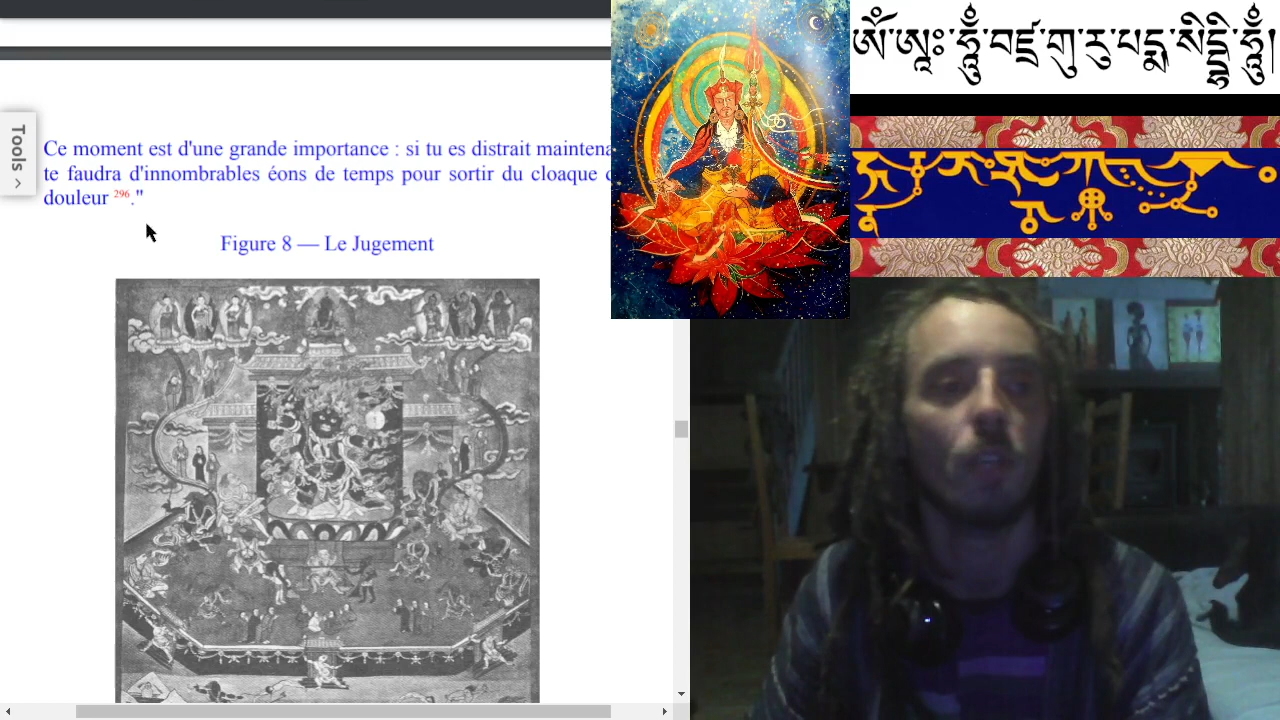 Tools
Ce moment est d'une grande importance : si tu es distrait maintena
te faudra d'innombrables éons de temps pour sortir du cloaque
douleur 296."
Figure 8 — Le Jugement
ༀ་ཨཱཿ་ཧཱུྃ་བཛྲ་གུ་རུ་པདྨ་སིདྡྷི་ཧཱུྃ།